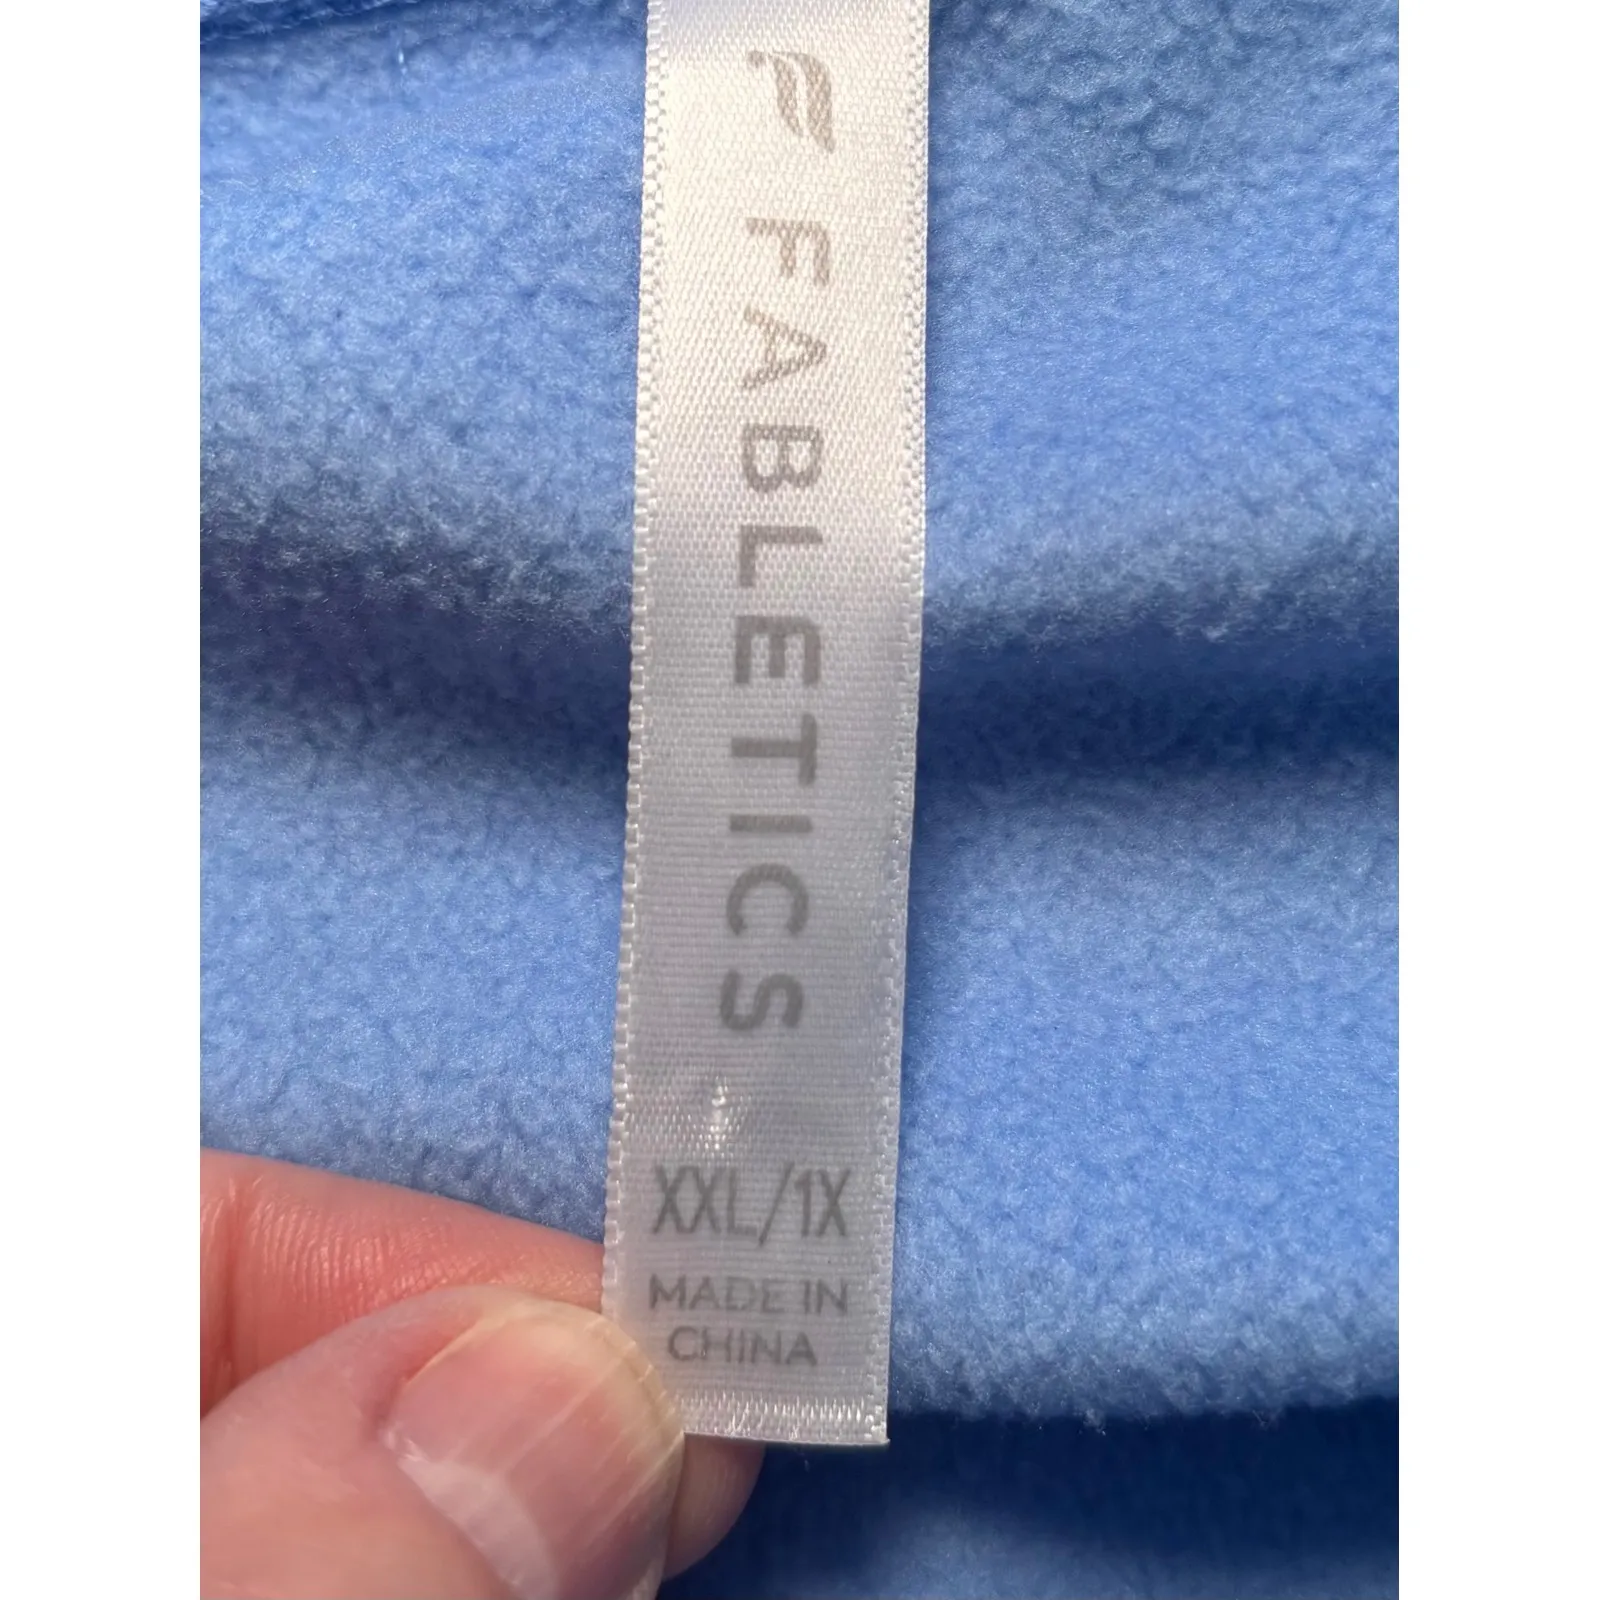 FABLETICS
XXL/1X
MADE IN
CHINA